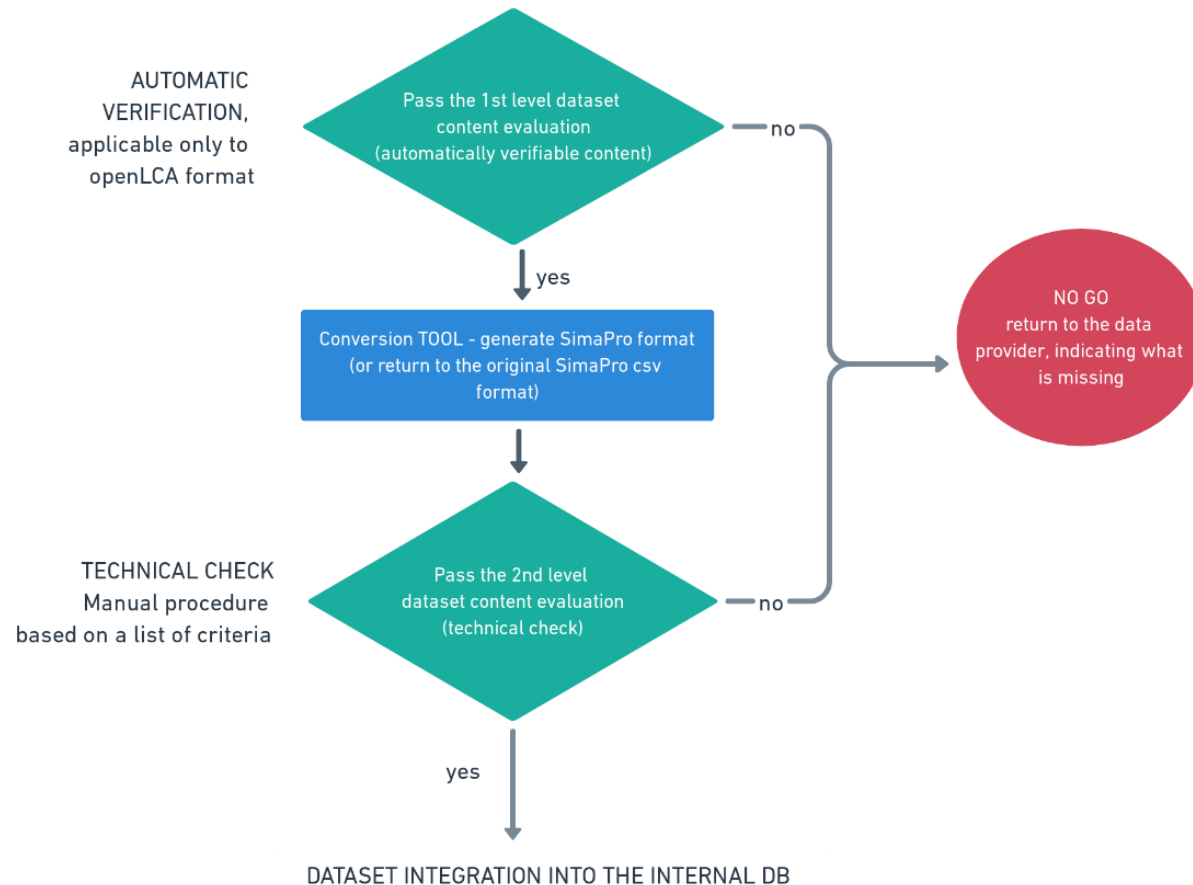 AUTOMATIC
VERIFICATION,
applicable only to
openLCA format
Pass the 1st level dataset
content evaluation
(automatically verifiable content)
no
yes
Conversion TOOL - generate SimaPro format
(or return to the original SimaPro csv
format)
NO GO
return to the data
provider, indicating what
is missing
TECHNICAL CHECK
Manual procedure
based on a list of criteria
Pass the 2nd level
dataset content evaluation
(technical check)
no
yes
DATASET INTEGRATION INTO THE INTERNAL DB